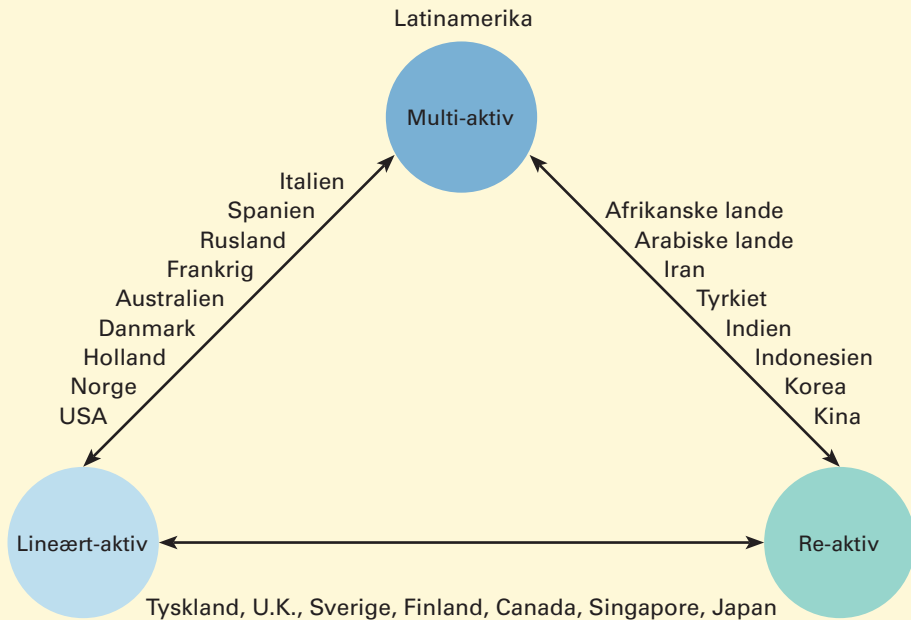 Latinamerika
Multi-aktiv
Italien
Spanien
Rusland
Frankrig
Australien
Danmark
Holland
Norge
USA
Afrikanske lande
Arabiske lande
Iran
Tyrkiet
Indien
Indonesien
Korea
Kina
Lineært-aktiv
Re-aktiv
Tyskland, U.K., Sverige, Finland, Canada, Singapore, Japan